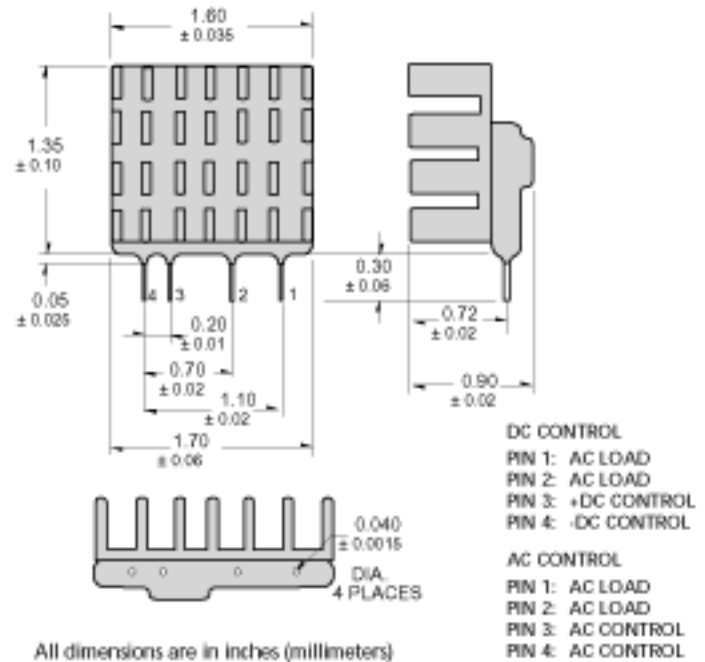 1.60
± 0.035
1.35
± 0.10
0.05
± 0.025
4 3 2 1
0.30
± 0.06
0.20
± 0.01
0.72
± 0.02
0.70
± 0.02
1.10
± 0.02
0.90
± 0.02
1.70
± 0.06
0.040
± 0.0015
DIA.
4 PLACES
DC CONTROL
PIN 1: AC LOAD
PIN 2: AC LOAD
PIN 3: +DC CONTROL
PIN 4: -DC CONTROL
AC CONTROL
PIN 1: AC LOAD
PIN 2: AC LOAD
PIN 3: AC CONTROL
PIN 4: AC CONTROL
All dimensions are in inches (millimeters)